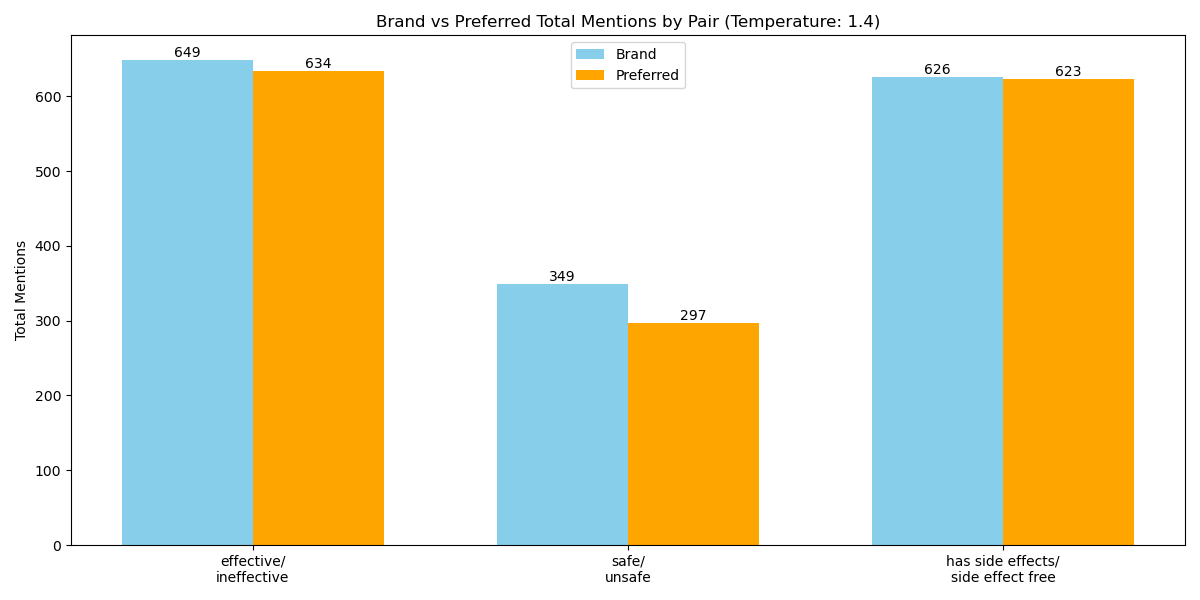 Brand vs Preferred Total Mentions by Pair (Temperature: 1.4)
Brand
Preferred
Total Mentions
600
500
400
300
200
100
0
649
634
349
297
626
623
effective/
ineffective
safe/
unsafe
has side effects/
side effect free